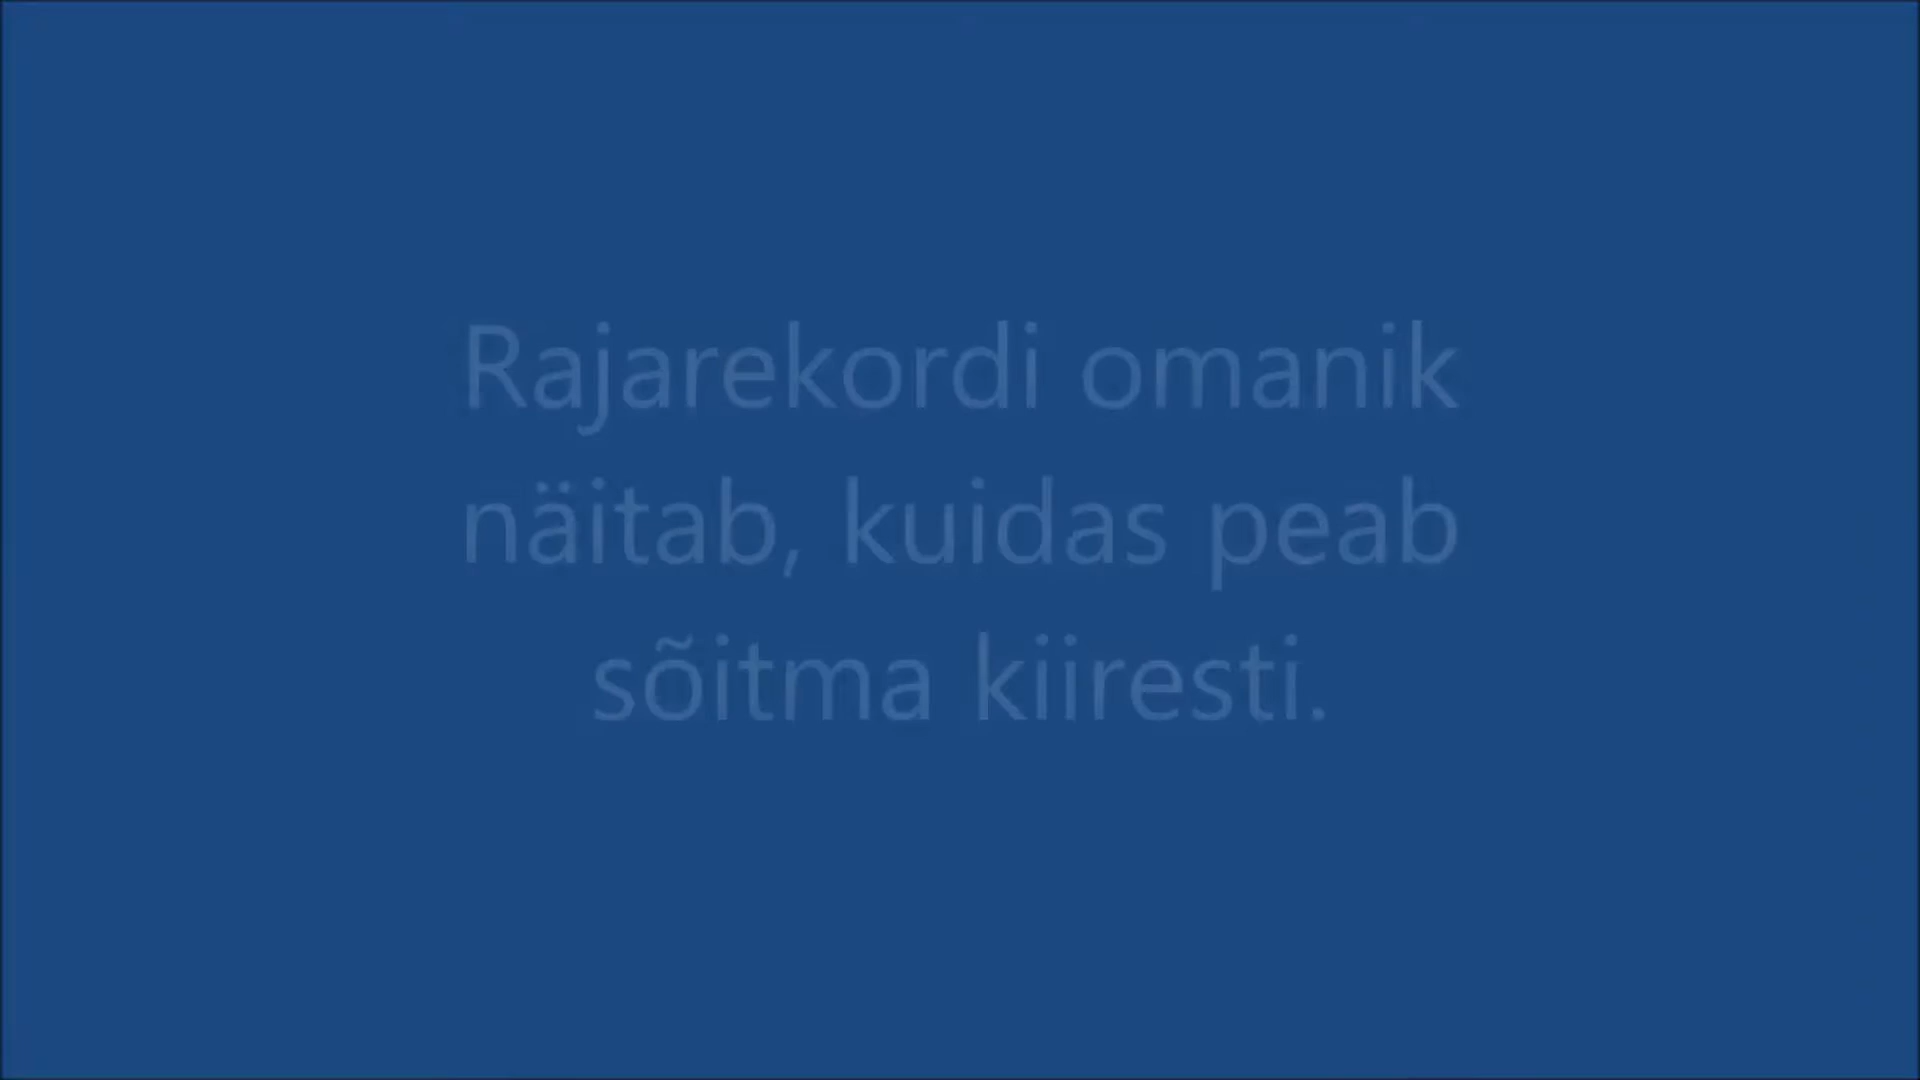 Rajarekordi omanik
näitab, kuidas peab
sõitma kiiresti.